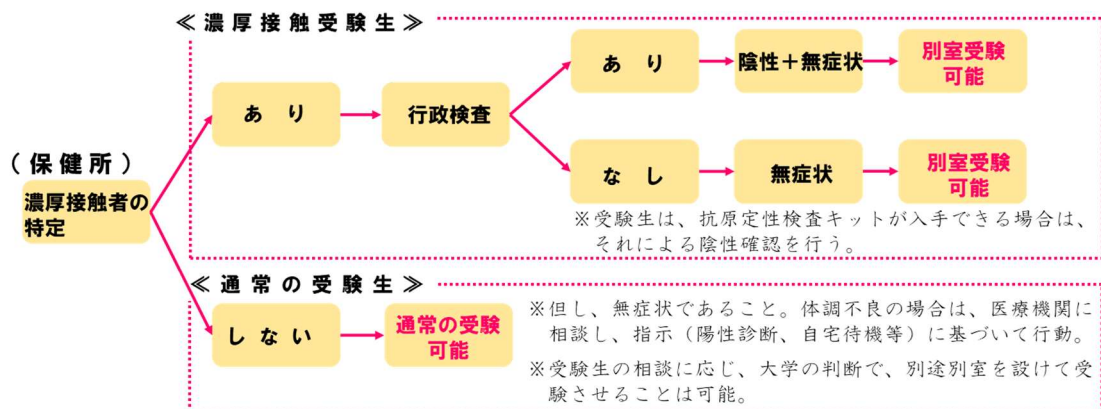 ≪濃厚接触受験生≫
あり
陰性＋無症状
別室受験
可能
あり
行政検査
（保健所）
濃厚接触者の
特定
なし
無症状
別室受験
可能
※受験生は、抗原定性検査キットが入手できる場合は、
それによる陰性確認を行う。
≪通常の受験生≫
しない
通常の受験
可能
※但し、無症状であること。体調不良の場合は、医療機関に
相談し、指示（陽性診断、自宅待機等）に基づいて行動。
※受験生の相談に応じ、大学の判断で、別途別室を設けて受
験させることは可能。